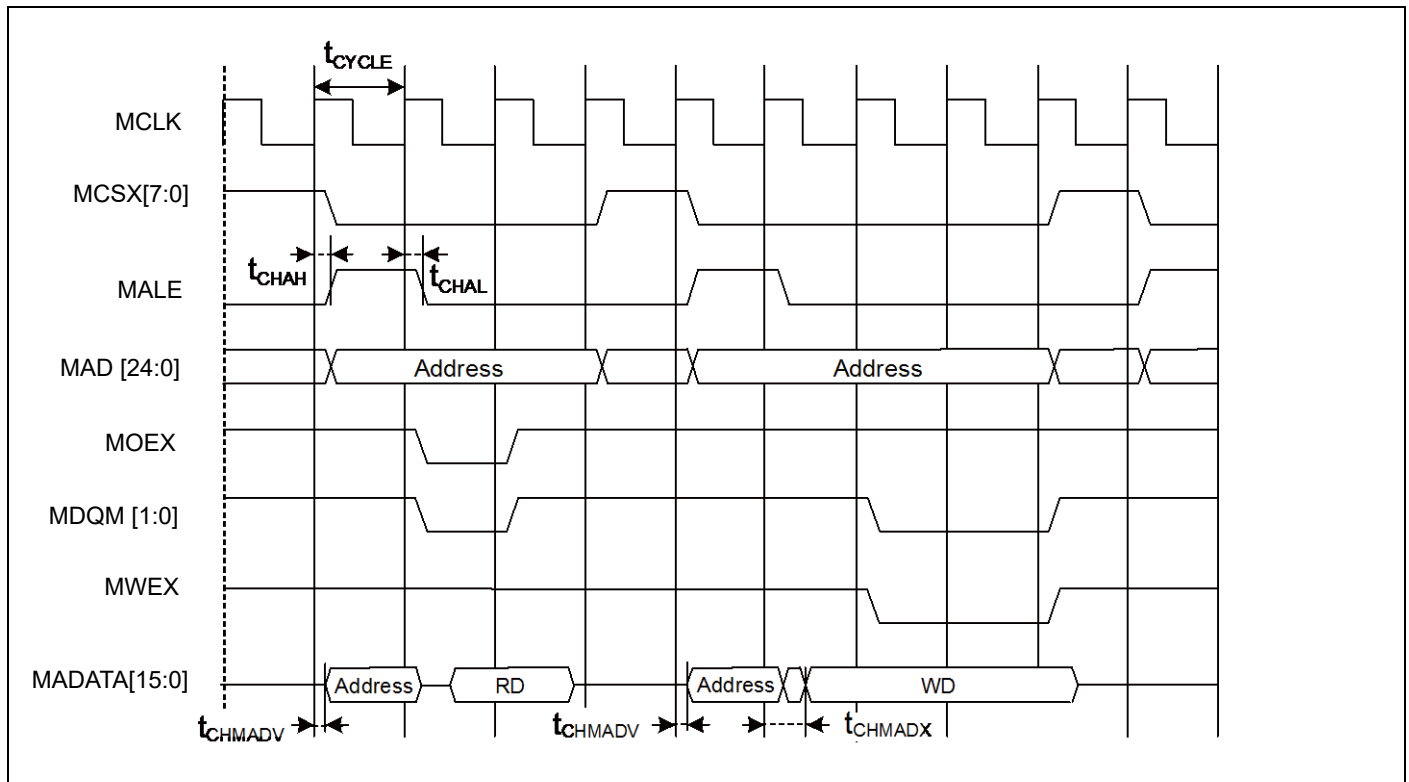 tCYCLE
MCLK
MCSX[7:0]
tCHAH
tCHAL
MALE
MAD [24:0]
Address
Address
MOEX
MDQM [1:0]
MWEX
MADATA[15:0]
Address
RD
Address
WD
tCHMADV
tCHMADV
tCHMADX